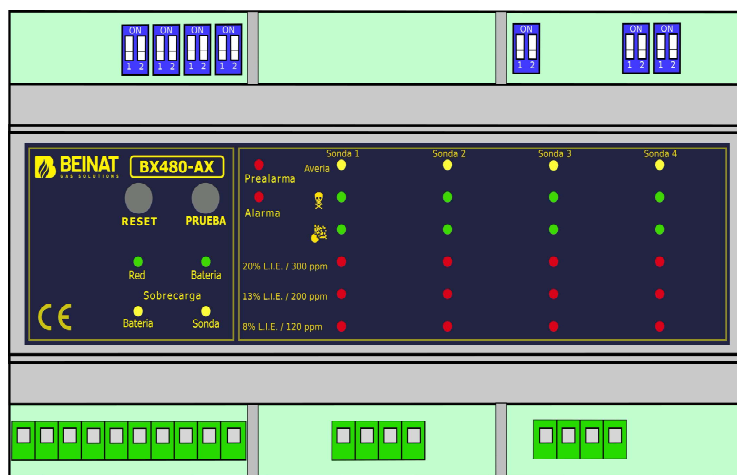 ON ON ON ON ON ON ON
1 2 1 2 1 2 1 2 1 2 1 2 1 2
BEINAT
GAS SOLUTIONS
BX480-AX
RESET PRUEBA
Red Bateria
Sobrecarga
Bateria Sonda
CE
Sonda 1 Sonda 2 Sonda 3 Sonda 4
Prealarma
Averia
Alarma
20% L.I.E. / 300 ppm
13% L.I.E. / 200 ppm
8% L.I.E. / 120 ppm